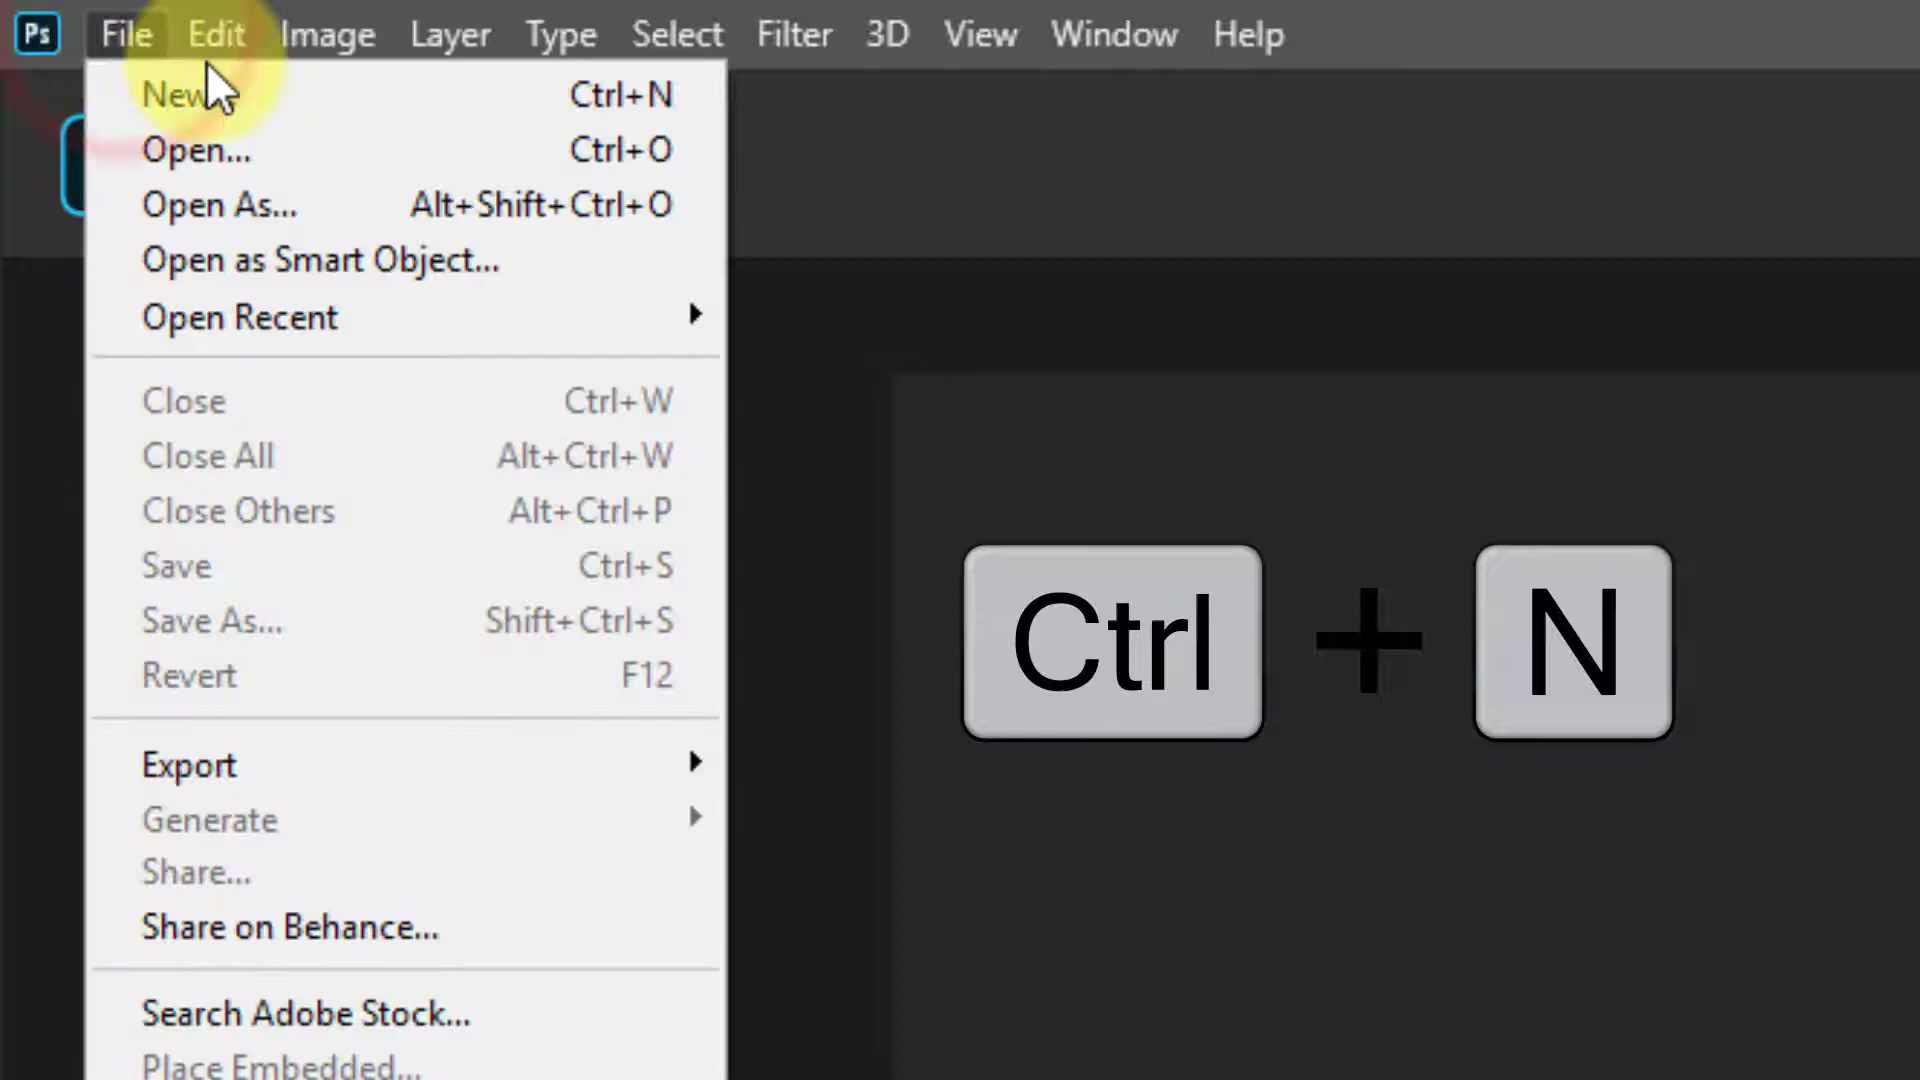 Ps File Edit Image Layer Type Select Filter 3D View Window Help
New Ctrl+N
Open... Ctrl+O
Open As... Alt+Shift+Ctrl+O
Open as Smart Object...
Open Recent
Close Ctrl+W
Close All Alt+Ctrl+W
Close Others Alt+Ctrl+P
Save Ctrl+S
Save As... Shift+Ctrl+S
Revert F12
Ctrl + N
Export
Generate
Share...
Share on Behance...
Search Adobe Stock...
Place Embedded...